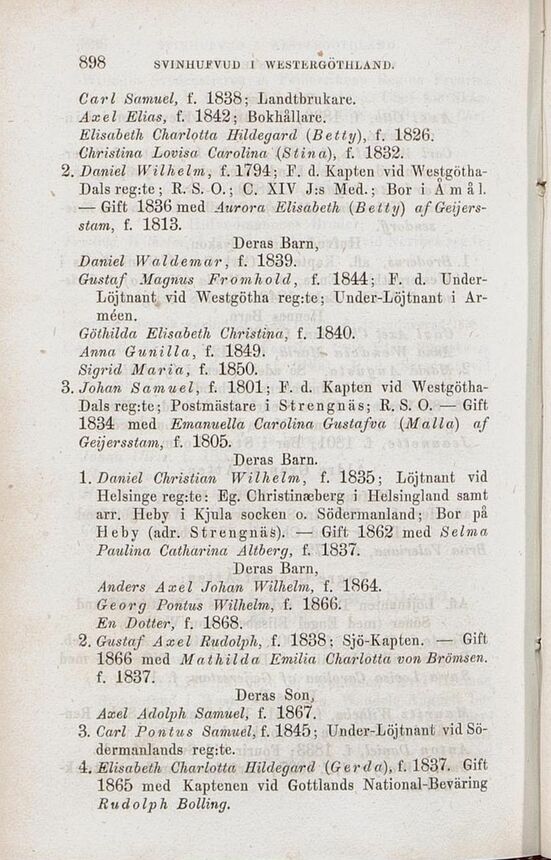 898 SVINHUFVUD I WESTERGÖTHLAND.
Carl Samuel, f. 1838; Landtbrukare.
Axel Elias, f. 1842; Bokhållare.
Elisabeth Charlotta Hildegard (Betty), f. 1826.
Christina Lovisa Carolina (Stina), f. 1832.
2. Daniel Wilhelm, f. 1794; F. d. Kapten vid Westgötha-
Dals reg:te; R. S. O.; C. XIV J:s Med.; Bor i Åmål.
— Gift 1836 med Aurora Elisabeth (Betty) af Geijers-
stam, f. 1813.
Deras Barn,
Daniel Waldemar, f. 1839.
Gustaf Magnus Fromhold, f. 1844; F. d. Under-
Löjtnant vid Westgötha reg:te; Under-Löjtnant i Ar-
méen.
Göthilda Elisabeth Christina, f. 1840.
Anna Gunilla, f. 1849.
Sigrid Maria, f. 1850.
3. Johan Samuel, f. 1801; F. d. Kapten vid Westgötha-
Dals reg:te; Postmästare i Strengnäs; R. S. O. — Gift
1834 med Emanuella Carolina Gustafva (Malla) af
Geijersstam, f. 1805.
Deras Barn.
1. Daniel Christian Wilhelm, f. 1835; Löjtnant vid
Helsinge reg:te: Eg. Christinæberg i Helsingland samt
arr. Heby i Kjula socken o. Södermanland; Bor på
Heby (adr. Strengnäs). — Gift 1862 med Selma
Paulina Catharina Altberg, f. 1837.
Deras Barn,
Anders Axel Johan Wilhelm, f. 1864.
Georg Pontus Wilhelm, f. 1866.
En Dotter, f. 1868.
2. Gustaf Axel Rudolph, f. 1838; Sjö-Kapten. — Gift
1866 med Mathilda Emilia Charlotta von Brömsen.
f. 1837.
Deras Son,
Axel Adolph Samuel, f. 1867.
3. Carl Pontus Samuel, f. 1845; Under-Löjtnant vid Sö-
dermanlands reg:te.
4. Elisabeth Charlotta Hildegard (Gerda), f. 1837. Gift
1865 med Kaptenen vid Gottlands National-Beväring
Rudolph Bolling.